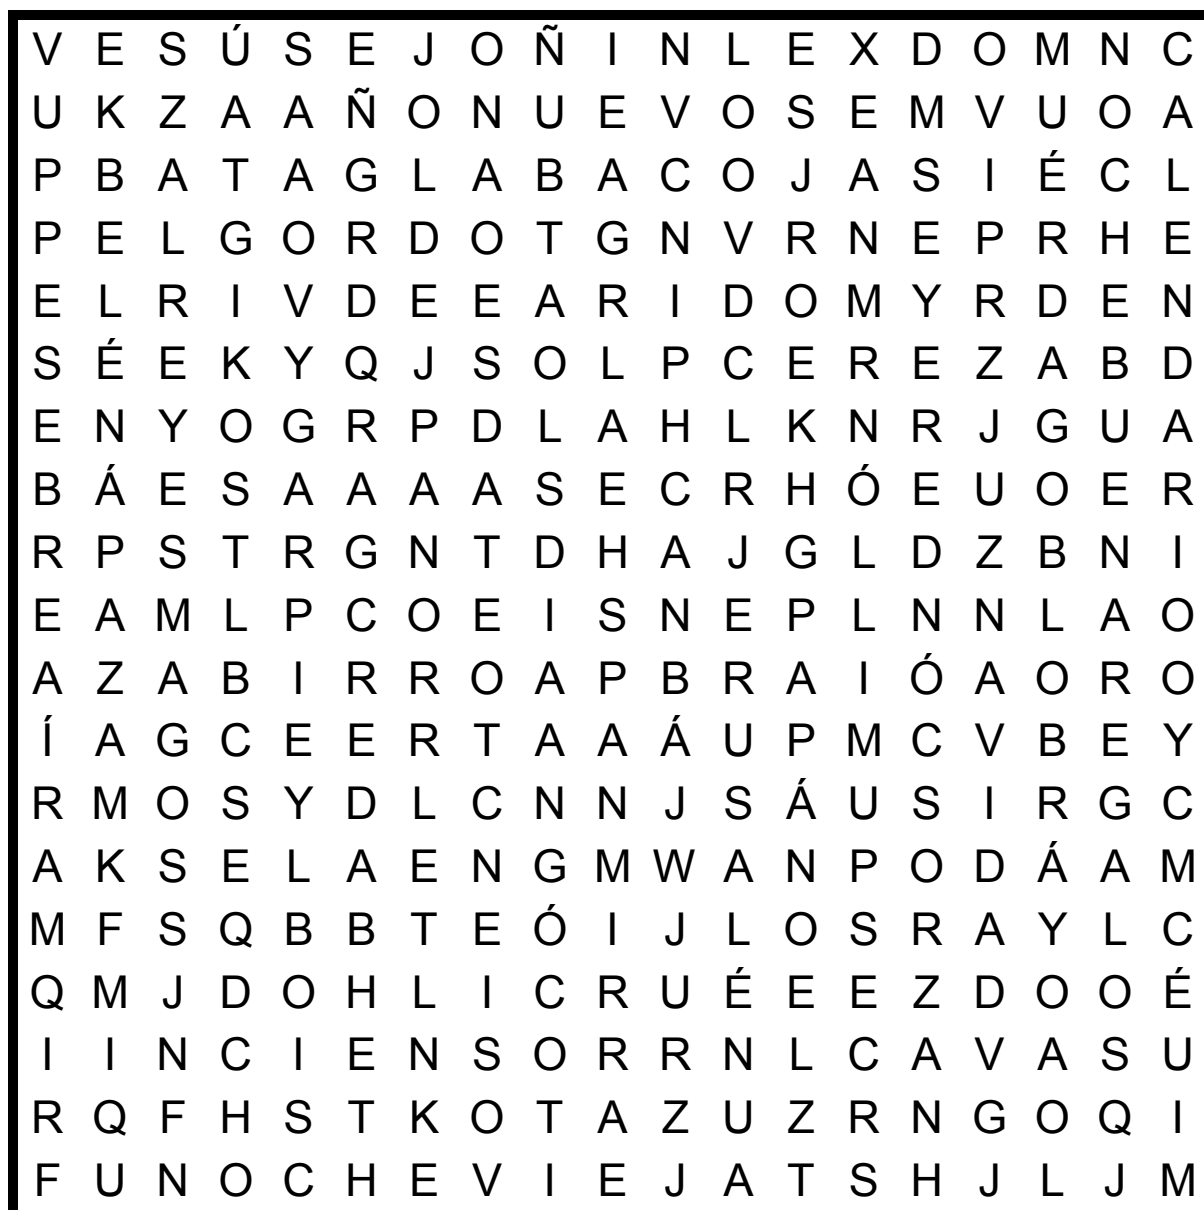 V E S Ú S E J O Ñ I N L E X D O M N C
U K Z A A Ñ O N U E V O S E M V U O A
P B A T A G L A B A C O J A S I É C L
P E L G O R D O T G N V R N E P R H E
E L R I V D E E A R I D O M Y R D E N
S É E K Y Q J S O L P C E R E Z A B D
E N Y O G R P D L A H L K N R J G U A
B Á E S A A A A S E C R H Ó E U O E R
R P S T R G N T D H A J G L D Z B N I
E A M L P C O E I S N E P L N N L A O
A Z A B I R R O A P B R A I Ó A O R O
Í A G C E E R T A A Á U P M C V B E Y
R M O S Y D L C N N J S Á U S I R G C
A K S E L A E N G M W A N P O D Á A M
M F S Q B B T E Ó I J L O S R A Y L C
Q M J D O H L I C R U É E E Z D O O É
I I N C I E N S O R R N L C A V A S U
R Q F H S T K O T A Z U Z R N G O Q I
F U N O C H E V I E J A T S H J L J M